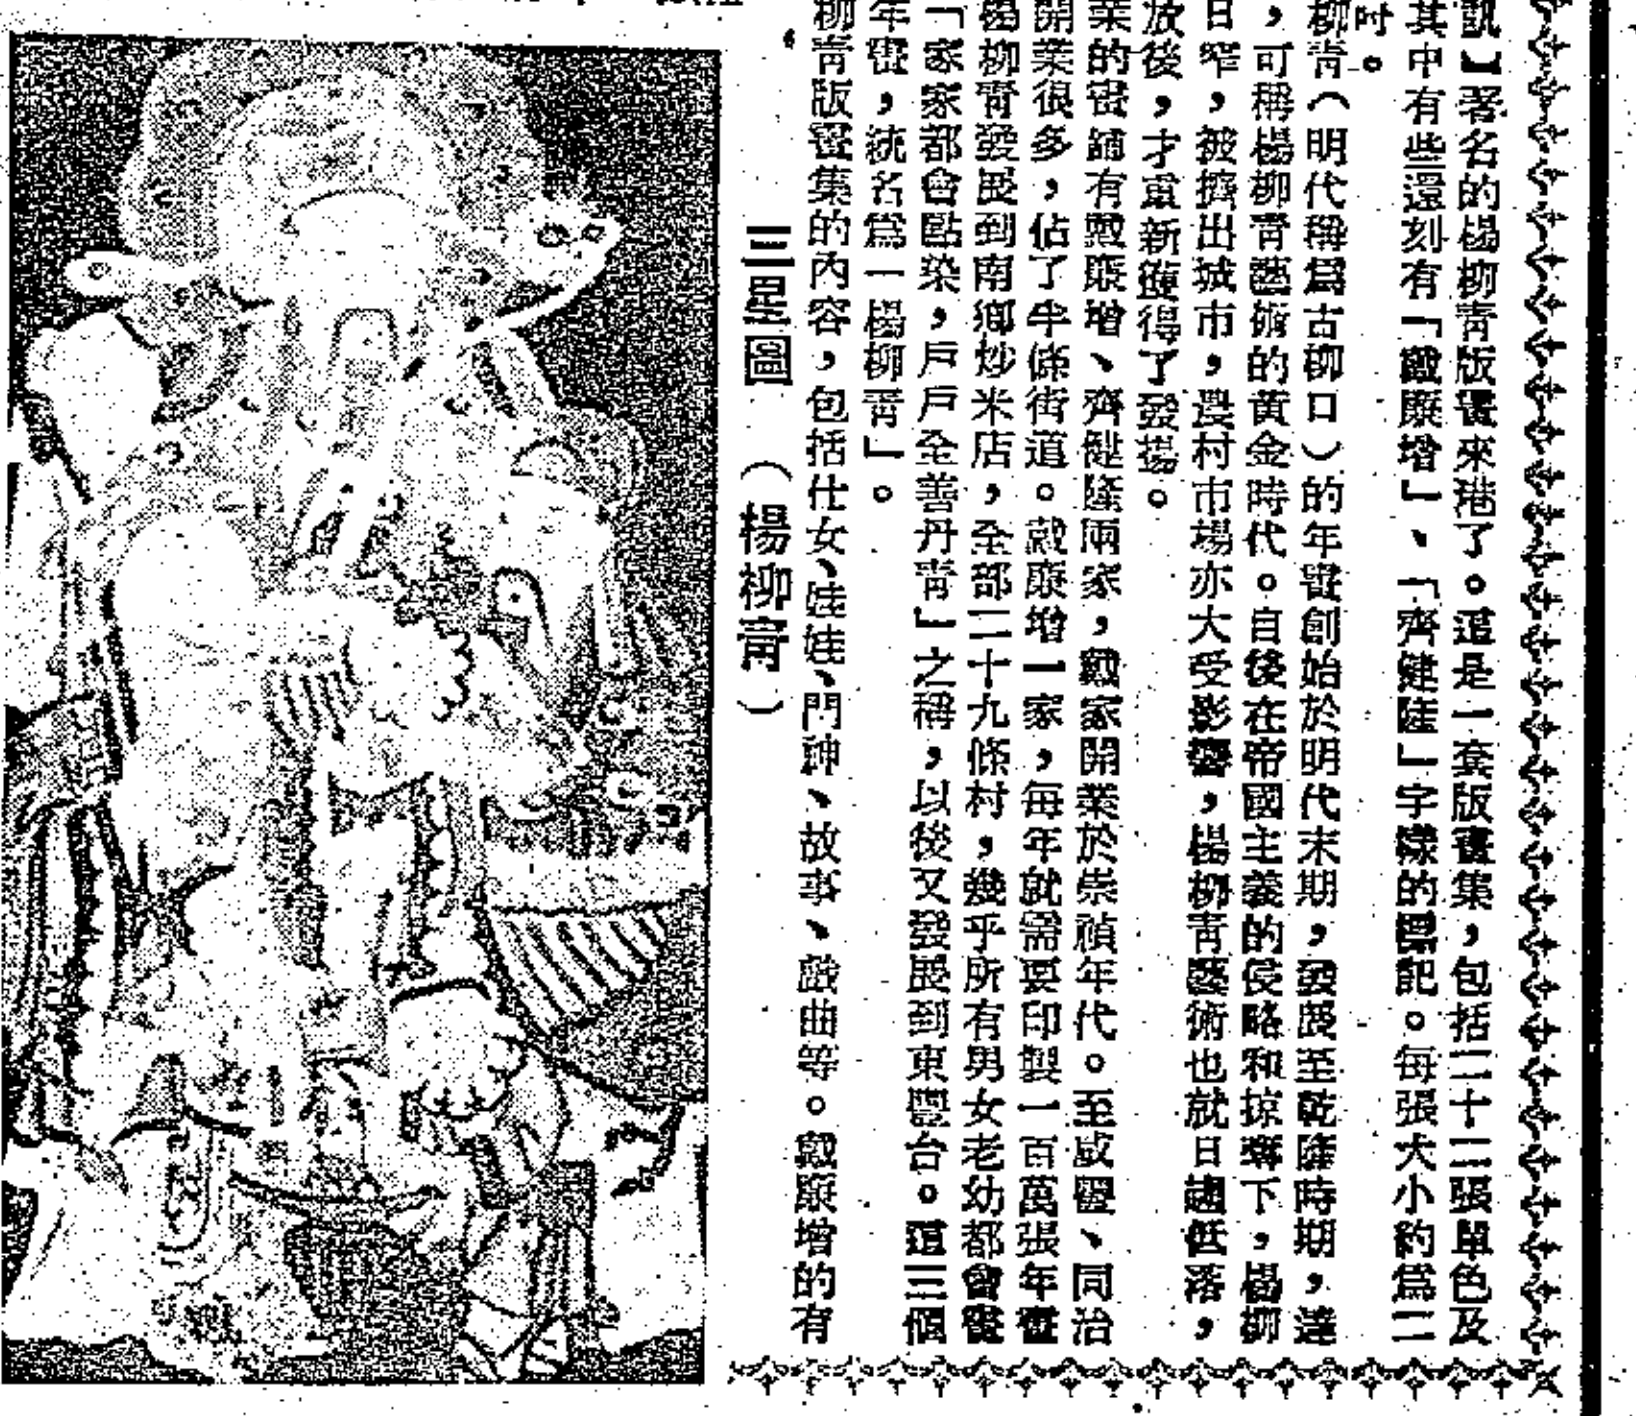 訊】著名的楊柳青版畫來港了。這是一套版畫集,包括二十二張單色及
其中有些還刻有「戴廉增」、「齊健隆」字樣的標記。每張大小約為二
吋。
柳青(明代稱為古柳口)的年畫創始於明代末期,發展至乾隆時期,達
,可稱楊柳青藝術的黃金時代。自後在帝國主義的侵略和掠奪下,楊柳
日窄,被擠出城市,農村市場亦大受影響,楊柳青藝術也就日趨低落,
放後,才重新獲得了發揚。
業的畫舖有戴廉增、齊健隆兩家,戴家開業於崇禎年代。至咸豐、同治
開業很多,佔了半條街道。戴廉增一家,每年就需要印製一百萬張年畫
楊柳青發展到南鄉炒米店,全部二十九條村,幾乎所有男女老幼都會畫
「家家都會點染,戶戶全善丹青」之稱,以後又發展到東豐台。這三個
年畫,統名為「楊柳青」。
柳青版畫集的內容,包括仕女、娃娃、門神、故事、戲曲等。戴廉增的有
三星圖 (楊柳青)